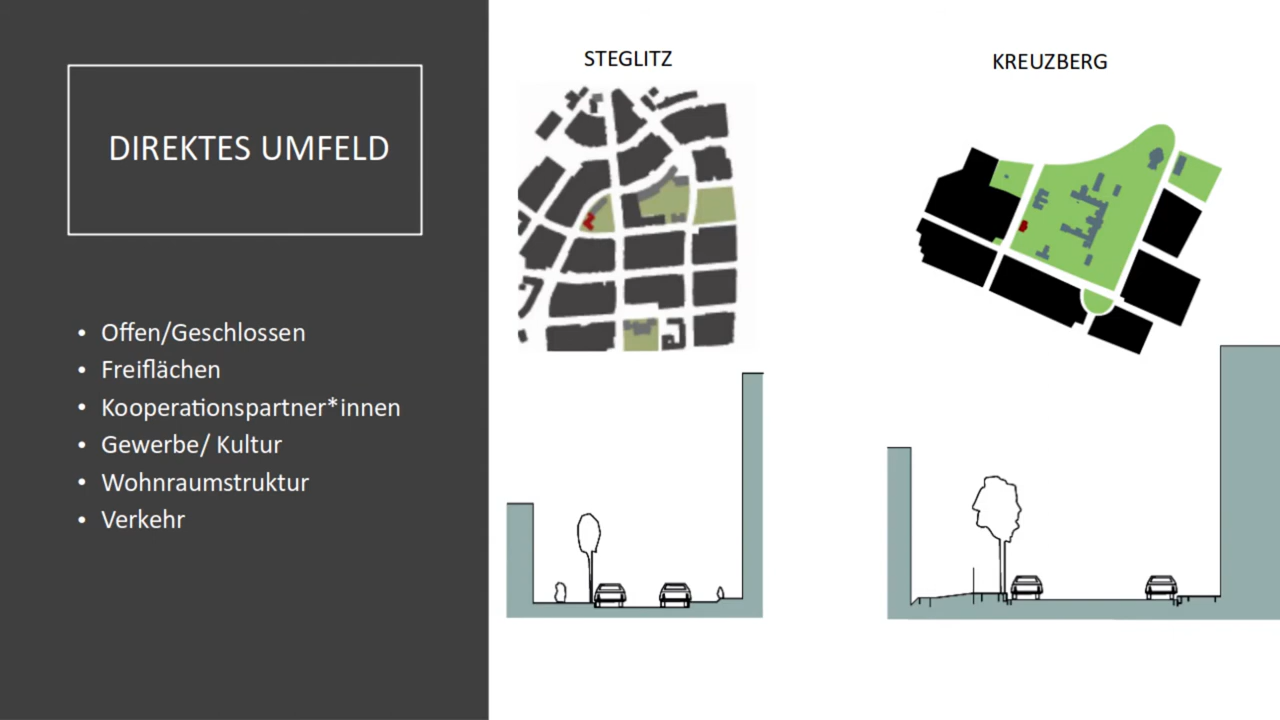 DIREKTES UMFELD
• Offen/Geschlossen
• Freiflächen
• Kooperationspartner*innen
• Gewerbe/ Kultur
• Wohnraumstruktur
• Verkehr
STEGLITZ
KREUZBERG